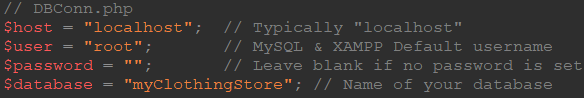 // DBConn.php
$host = "localhost";  // Typically "localhost"
$user = "root";       // MySQL & XAMPP Default username
$password = "";       // Leave blank if no password is set
$database = "myClothingStore"; // Name of your database